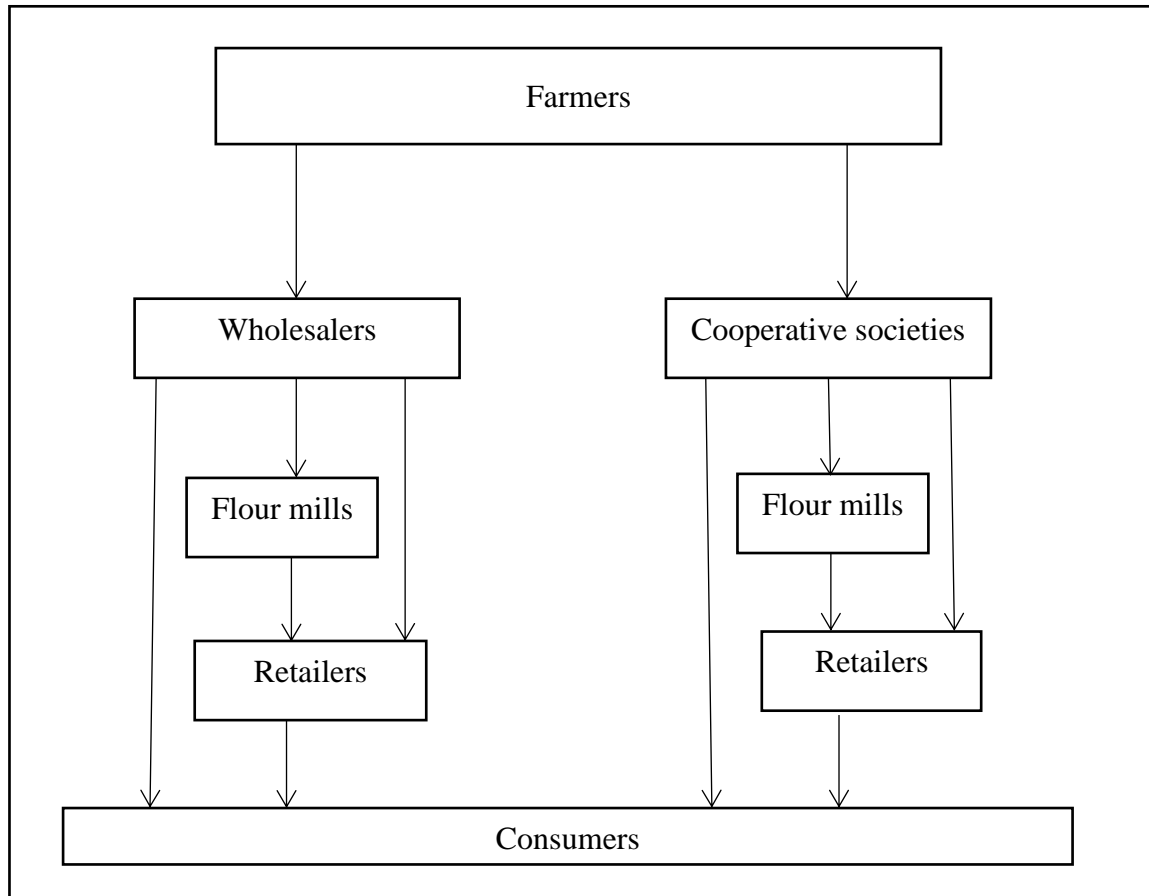 Farmers
Wholesalers
Cooperative societies
Flour mills
Flour mills
Retailers
Retailers
Consumers